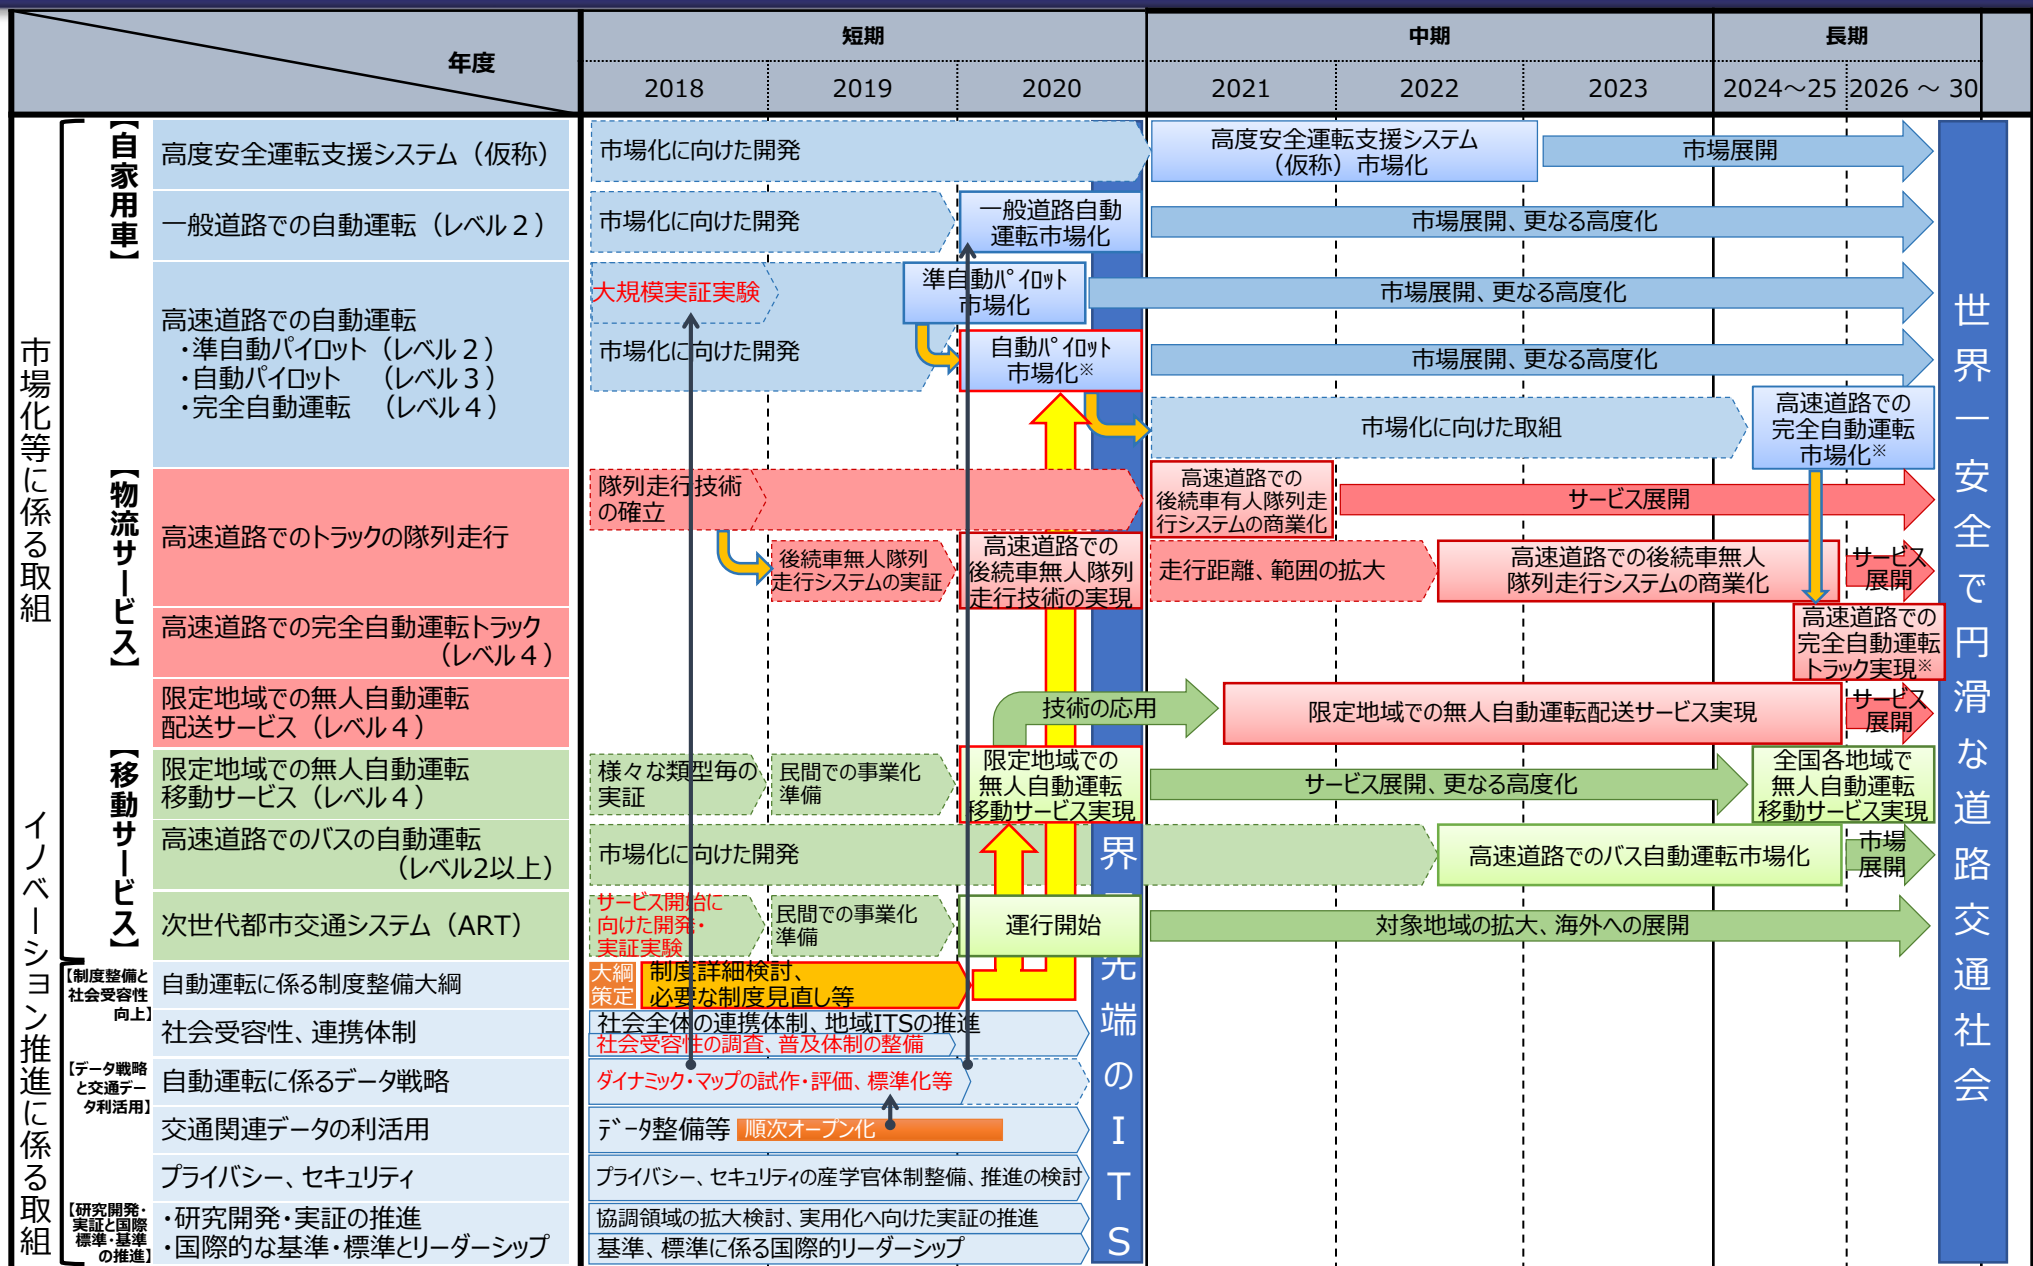 年度
短期
中期
長期
2018
2019
2020
2021
2022
2023
2024～25
2026 ～ 30
市場化等に係る取組
イノベーション推進に係る取組
【自家用車】
高度安全運転支援システム（仮称）
市場化に向けた開発
高度安全運転支援システム
（仮称）市場化
市場展開
一般道路での自動運転（レベル２）
市場化に向けた開発
一般道路自動
運転市場化
市場展開、更なる高度化
高速道路での自動運転
・準自動パイロット（レベル２）
・自動パイロット　（レベル３）
・完全自動運転　（レベル４）
大規模実証実験
準自動ﾊﾟｲﾛｯﾄ
市場化
市場展開、更なる高度化
市場化に向けた開発
自動ﾊﾟｲﾛｯﾄ
市場化※
市場展開、更なる高度化
市場化に向けた取組
高速道路での
完全自動運転
市場化※
【物流サービス】
高速道路でのトラックの隊列走行
隊列走行技術
の確立
高速道路での
後続車有人隊列走
行システムの商業化
サービス展開
後続車無人隊列
走行システムの実証
高速道路での
後続車無人隊列
走行技術の実現
走行距離、範囲の拡大
高速道路での後続車無人
隊列走行システムの商業化
サービス
展開
高速道路での完全自動運転トラック
（レベル４）
高速道路での
完全自動運転
トラック実現※
限定地域での無人自動運転
配送サービス（レベル４）
技術の応用
限定地域での無人自動運転配送サービス実現
サービス
展開
【移動サービス】
限定地域での無人自動運転
移動サービス（レベル４）
様々な類型毎の
実証
民間での事業化
準備
限定地域での
無人自動運転
移動サービス実現
サービス展開、更なる高度化
全国各地域で
無人自動運転
移動サービス実現
高速道路でのバスの自動運転
（レベル2以上）
市場化に向けた開発
高速道路でのバス自動運転市場化
市場
展開
次世代都市交通システム（ART）
サービス開始に
向けた開発・
実証実験
民間での事業化
準備
運行開始
対象地域の拡大、海外への展開
【制度整備と
社会受容性
向上】
自動運転に係る制度整備大綱
大綱
策定
制度詳細検討、
必要な制度見直し等
社会受容性、連携体制
社会全体の連携体制、地域ITSの推進
社会受容性の調査、普及体制の整備
【データ戦略
と交通デー
タ利活用】
自動運転に係るデータ戦略
ダイナミック・マップの試作・評価、標準化等
交通関連データの利活用
ﾃﾞｰﾀ整備等
順次オープン化
プライバシー、セキュリティ
プライバシー、セキュリティの産学官体制整備、推進の検討
【研究開発・
実証と国際
標準・基準
の推進】
・研究開発・実証の推進
・国際的な基準・標準とリーダーシップ
協調領域の拡大検討、実用化へ向けた実証の推進
基準、標準に係る国際的リーダーシップ
界
先端のＩＴＳ
世界一安全で円滑な道路交通社会